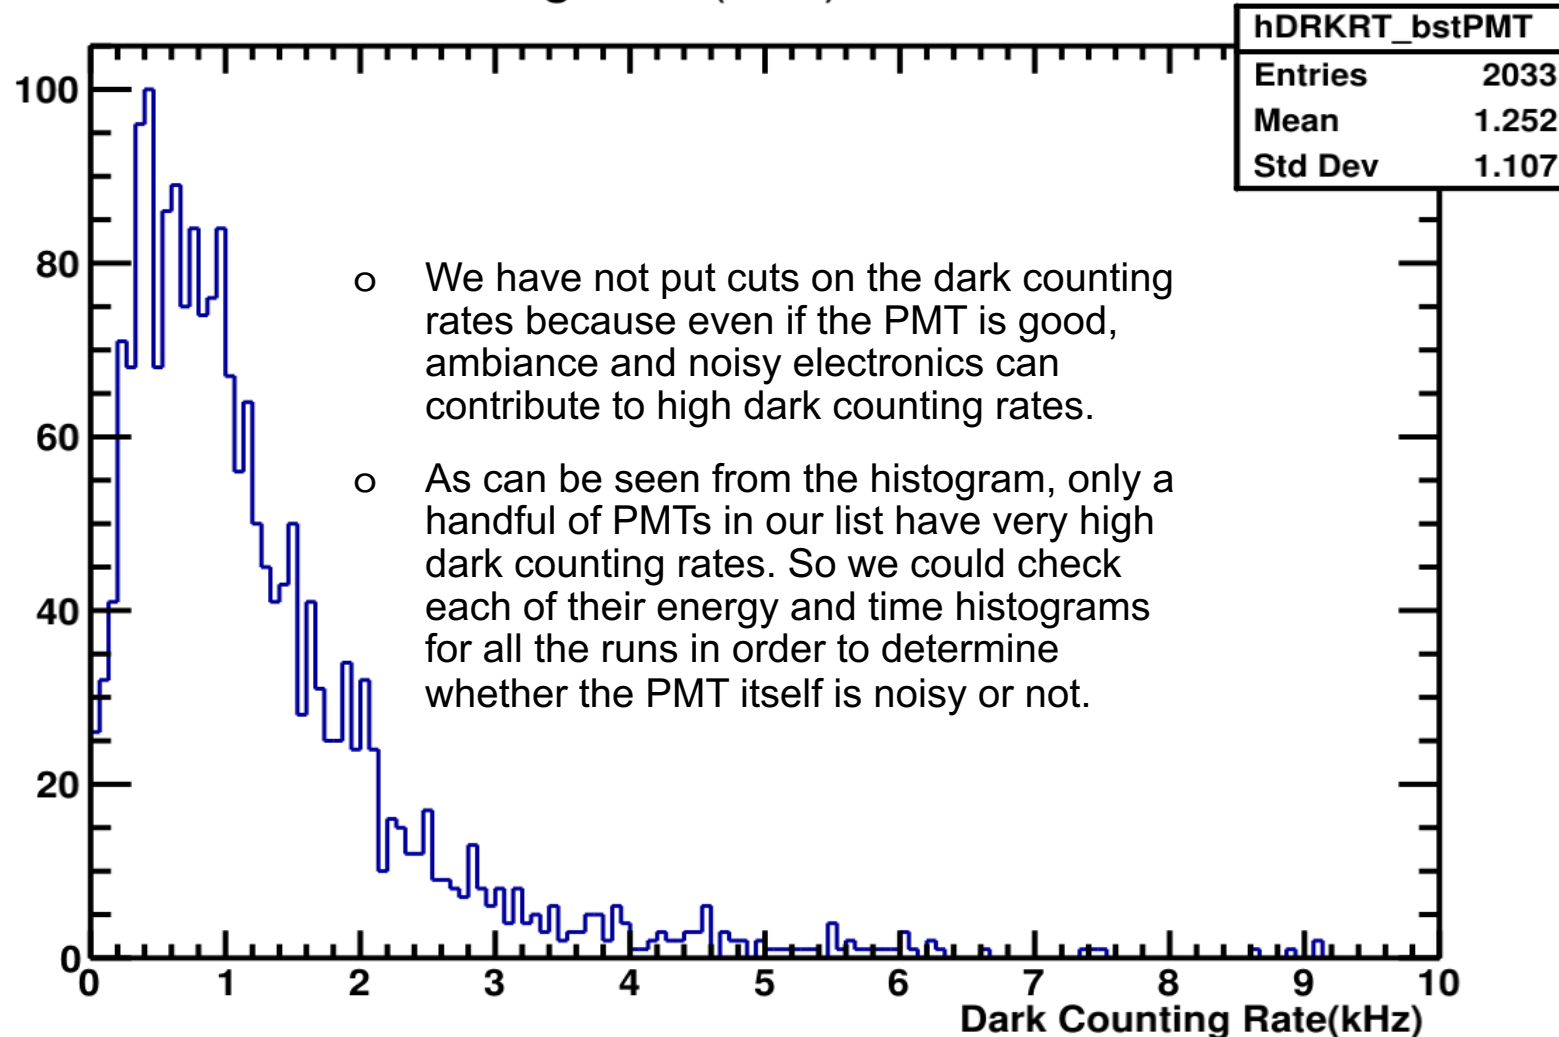 hDRKRT_bstPMT
Entries 2033
Mean 1.252
Std Dev 1.107
100
80
60
40
20
0
o We have not put cuts on the dark counting
rates because even if the PMT is good,
ambiance and noisy electronics can
contribute to high dark counting rates.
o As can be seen from the histogram, only a
handful of PMTs in our list have very high
dark counting rates. So we could check
each of their energy and time histograms
for all the runs in order to determine
whether the PMT itself is noisy or not.
0 1 2 3 4 5 6 7 8 9 10
Dark Counting Rate(kHz)